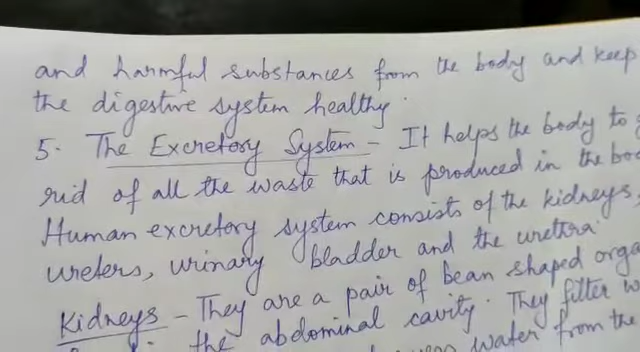 and harmful substances from the body and keep
the digestive system healthy.
5. The Excretory System - It helps the body to
rid of all the waste that is produced in the
Human excretory system consists of the kidneys,
ureters, urinary bladder and the urethra.
Kidneys - They are a pair of bean shaped
the abdominal cavity. They filter
water from the